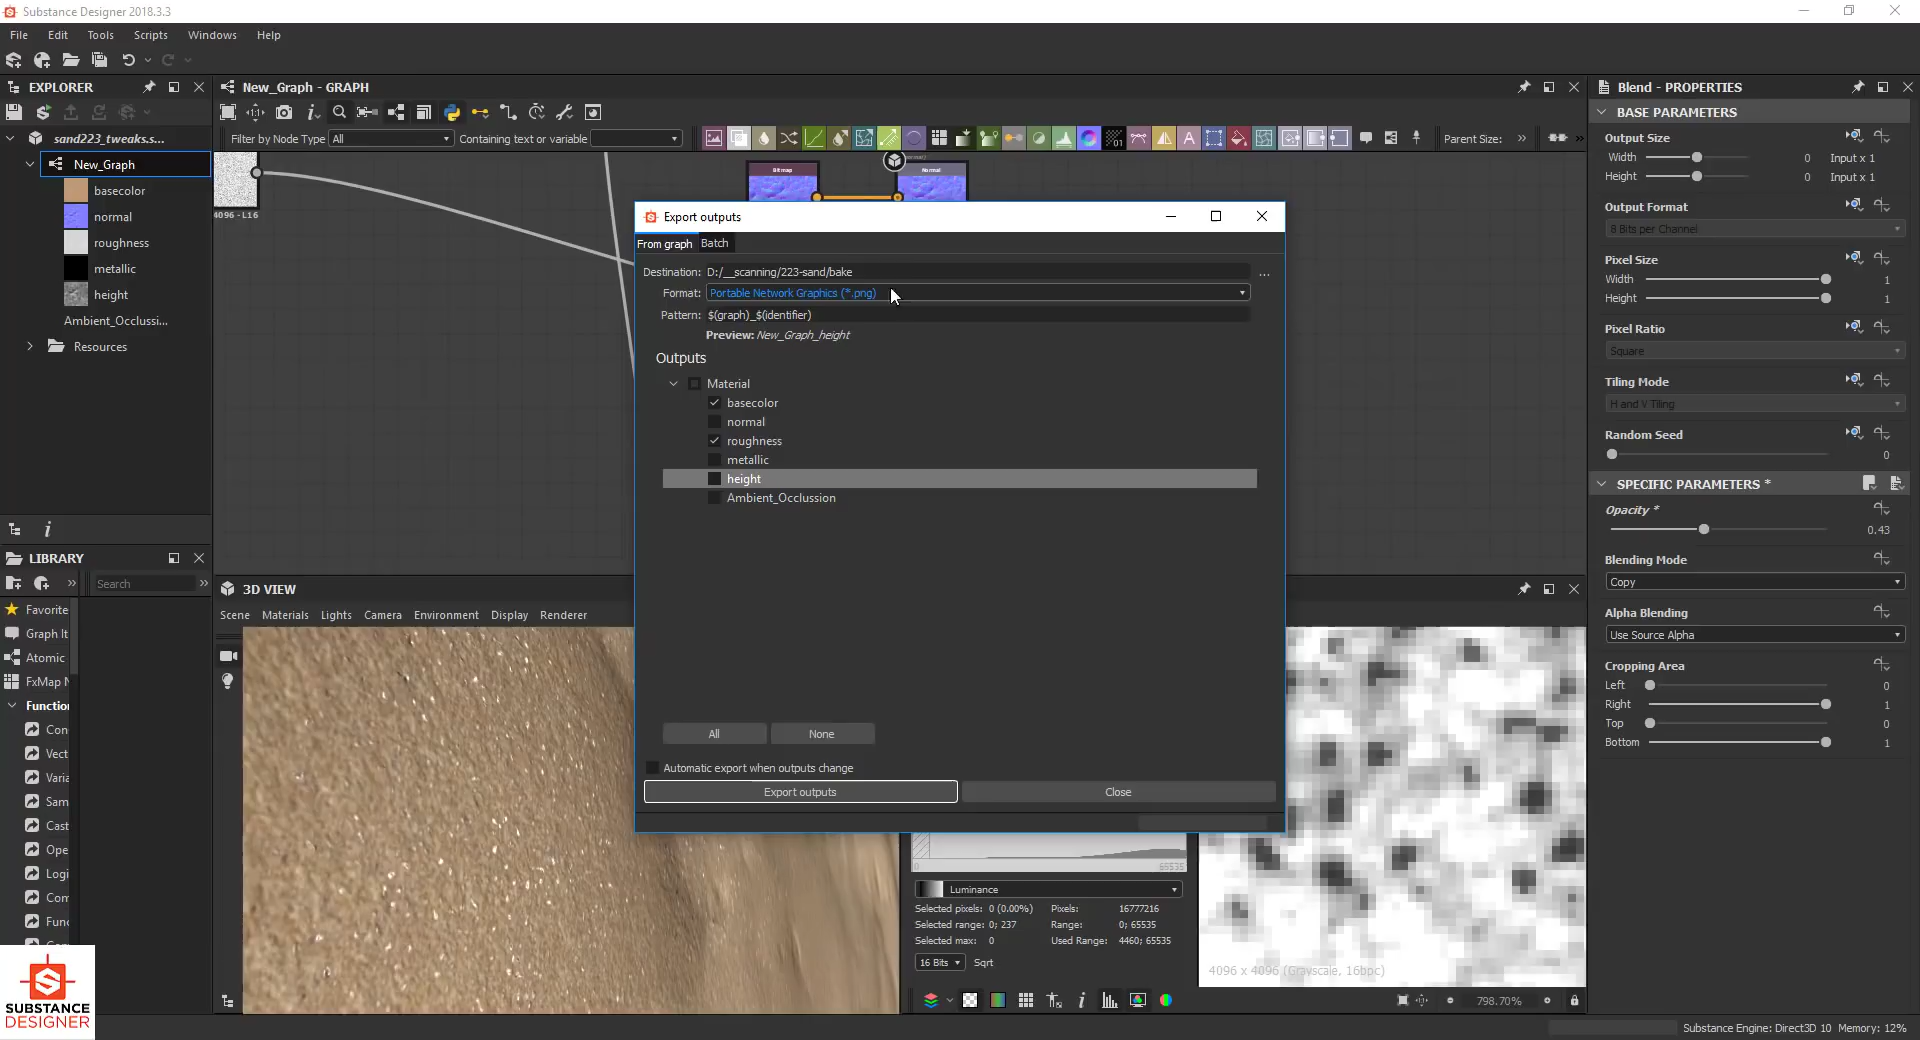 Substance Designer 2018.3.3
File Edit Tools Scripts Windows Help
EXPLORER
sand223_tweaks.s...
New_Graph
basecolor
normal
roughness
metallic
height
Ambient_Occlussi...
Resources
LIBRARY
Search
Favorite
Graph It
Atomic
FxMap N
Function
Con
Vect
Varia
Sam
Cast
Ope
Logi
Com
Func
SUBSTANCE
DESIGNER
New_Graph - GRAPH
Filter by Node Type All Containing text or variable
Parent Size:
4096 - L16
Bitmap
Normal
Export outputs
From graph Batch
Destination: D:/__scanning/223-sand/bake ...
Format: Portable Network Graphics (*.png)
Pattern: $(graph)_$(identifier)
Preview: New_Graph_height
Outputs
Material
basecolor
normal
roughness
metallic
height
Ambient_Occlussion
All None
Automatic export when outputs change
Export outputs Close
3D VIEW
Scene Materials Lights Camera Environment Display Renderer
0 65535
Luminance
Selected pixels: 0 (0.00%) Pixels: 16777216
Selected range: 0; 237 Range: 0; 65535
Selected max: 0 Used Range: 4460; 65535
16 Bits Sqrt
4096 x 4096 (Grayscale, 16bpc)
798.70%
Blend - PROPERTIES
BASE PARAMETERS
Output Size
Width 0 Input x 1
Height 0 Input x 1
Output Format
8 Bits per Channel
Pixel Size
Width 1
Height 1
Pixel Ratio
Square
Tiling Mode
H and V Tiling
Random Seed
0
SPECIFIC PARAMETERS *
Opacity *
0.43
Blending Mode
Copy
Alpha Blending
Use Source Alpha
Cropping Area
Left 0
Right 1
Top 0
Bottom 1
Substance Engine: Direct3D 10 Memory: 12%